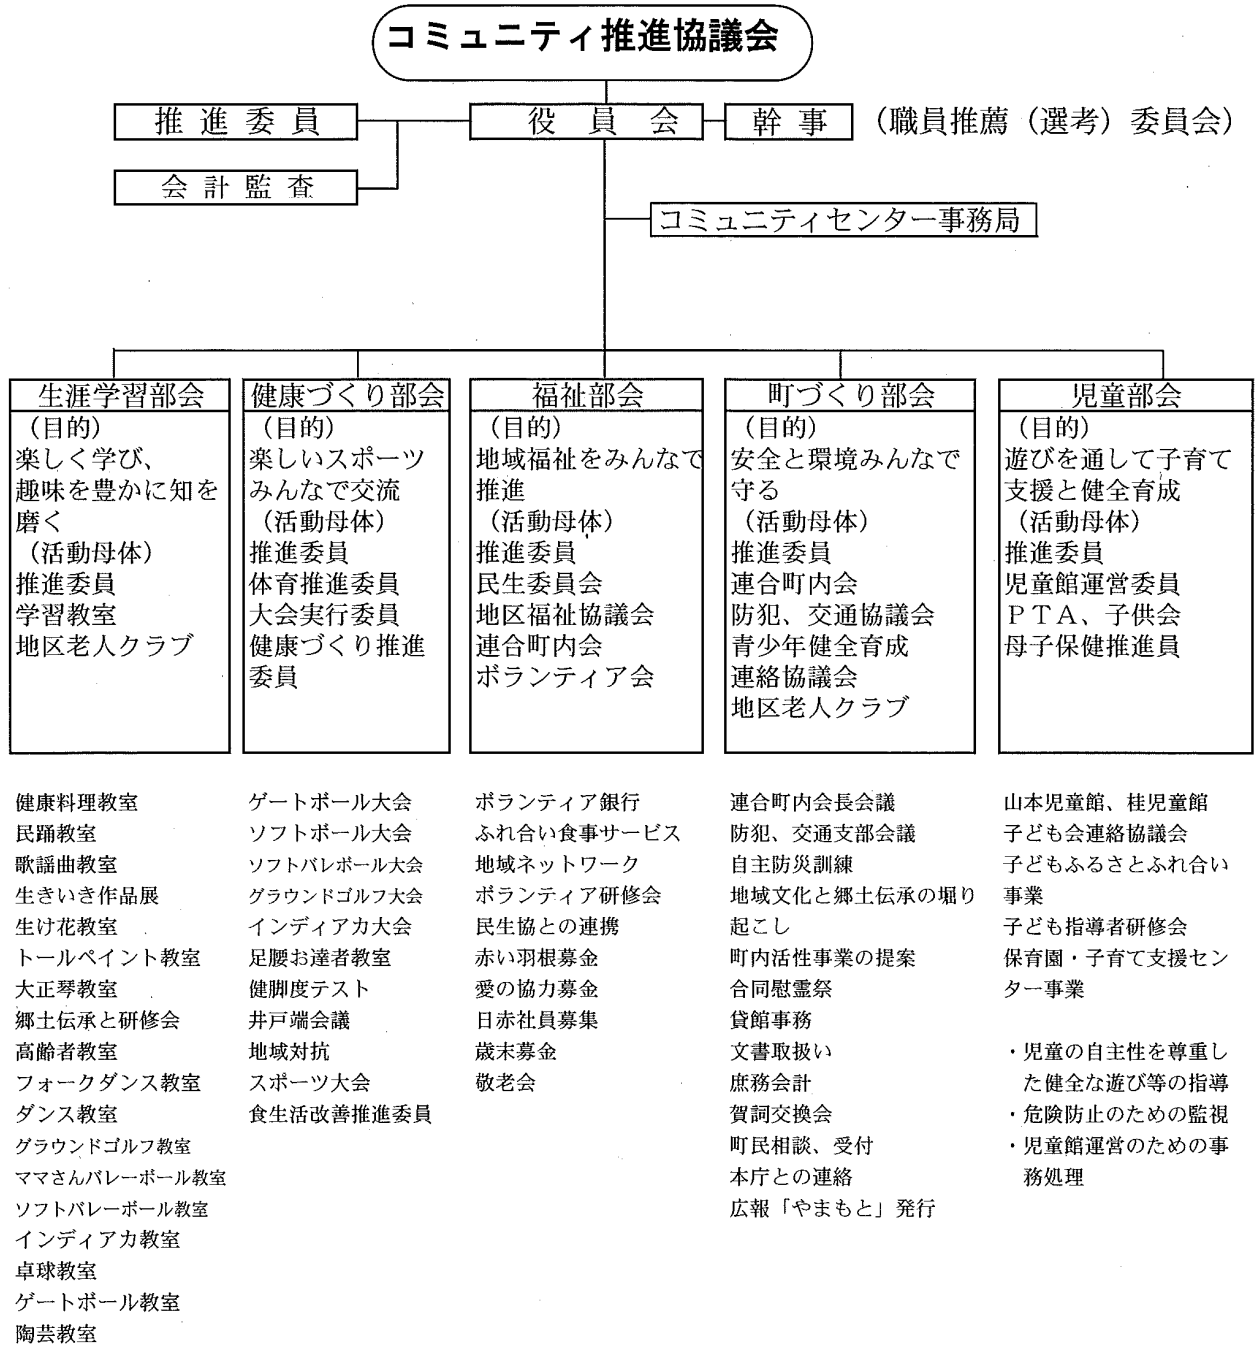 コミュニティ推進協議会
推進委員
役員会
幹事
(職員推薦(選考)委員会)
会計監査
コミュニティセンター事務局
生涯学習部会
(目的)
楽しく学び、
趣味を豊かに知を
磨く
(活動母体)
推進委員
学習教室
地区老人クラブ
健康づくり部会
(目的)
楽しいスポーツ
みんなで交流
(活動母体)
推進委員
体育推進委員
大会実行委員
健康づくり推進
委員
福祉部会
(目的)
地域福祉をみんなで
推進
(活動母体)
推進委員
民生委員会
地区福祉協議会
連合町内会
ボランティア会
町づくり部会
(目的)
安全と環境みんなで
守る
(活動母体)
推進委員
連合町内会
防犯、交通協議会
青少年健全育成
連絡協議会
地区老人クラブ
児童部会
(目的)
遊びを通して子育て
支援と健全育成
(活動母体)
推進委員
児童館運営委員
PTA、子供会
母子保健推進員
健康料理教室
民踊教室
歌謡曲教室
生きいき作品展
生け花教室
トールペイント教室
大正琴教室
郷土伝承と研修会
高齢者教室
フォークダンス教室
ダンス教室
グラウンドゴルフ教室
ママさんバレーボール教室
ソフトバレーボール教室
インディアカ教室
卓球教室
ゲートボール教室
陶芸教室
ゲートボール大会
ソフトボール大会
ソフトバレボール大会
グラウンドゴルフ大会
インディアカ大会
足腰お達者教室
健脚度テスト
井戸端会議
地域対抗
スポーツ大会
食生活改善推進委員
ボランティア銀行
ふれ合い食事サービス
地域ネットワーク
ボランティア研修会
民生協との連携
赤い羽根募金
愛の協力募金
日赤社員募集
歳末募金
敬老会
連合町内会長会議
防犯、交通支部会議
自主防災訓練
地域文化と郷土伝承の堀り
起こし
町内活性事業の提案
合同慰霊祭
貸館事務
文書取扱い
庶務会計
賀詞交換会
町民相談、受付
本庁との連絡
広報「やまもと」発行
山本児童館、桂児童館
子ども会連絡協議会
子どもふるさとふれ合い
事業
子ども指導者研修会
保育園・子育て支援セン
ター事業
・児童の自主性を尊重し
た健全な遊び等の指導
・危険防止のための監視
・児童館運営のための事
務処理